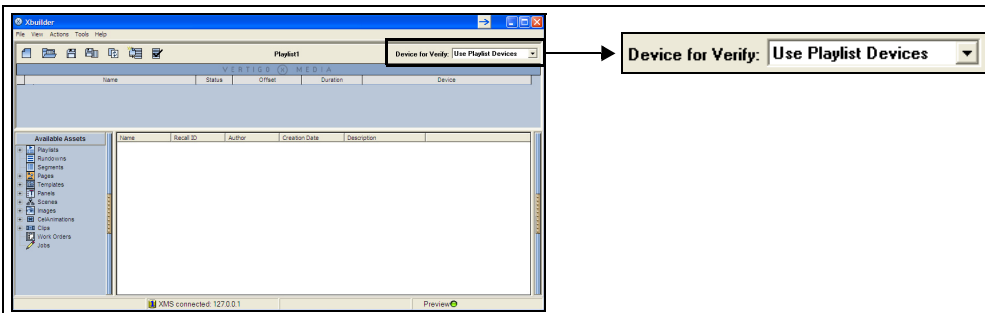 Xbuilder
File View Actions Tools Help
Playlist1
Device for Verify: Use Playlist Devices
VERTIGO X MEDIA
Name Status Offset Duration Device
Available Assets
Playlists
Rundowns
Segments
Pages
Templates
Panels
Scenes
Images
CelAnimations
Clips
Work Orders
Jobs
Name Recall ID Author Creation Date Description
XMS connected: 127.0.0.1
Preview
Device for Verify: Use Playlist Devices